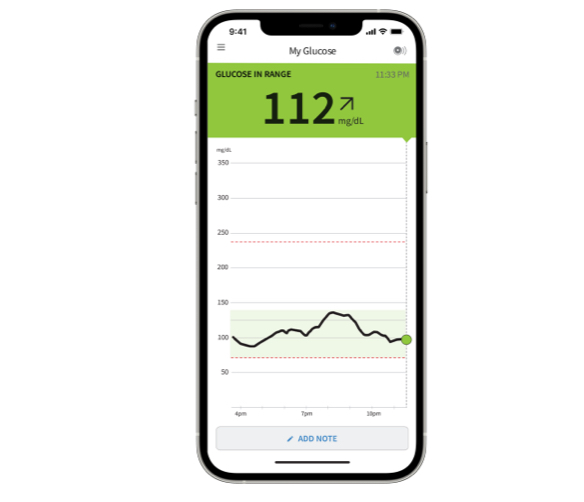 9:41
My Glucose
GLUCOSE IN RANGE 11:33 PM
112
mg/dL
mg/dL
350
300
250
200
150
100
50
4pm 7pm 10pm
ADD NOTE